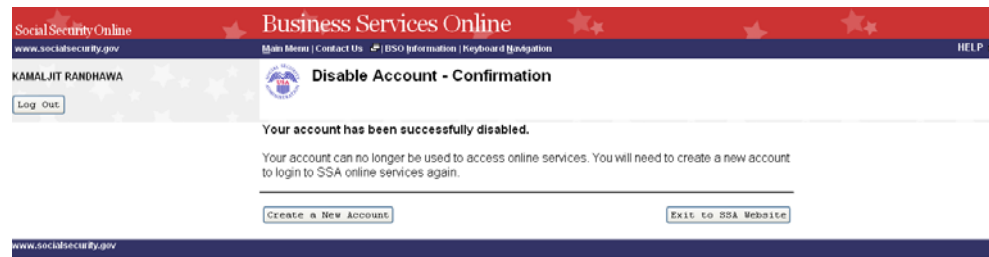 Social Security Online
Business Services Online
www.socialsecurity.gov
Main Menu | Contact Us | BSO Information | Keyboard Navigation
HELP
KAMALJIT RANDHAWA
Log Out
USA
Disable Account - Confirmation
Your account has been successfully disabled.
Your account can no longer be used to access online services. You will need to create a new account
to login to SSA online services again.
Create a New Account
Exit to SSA Website
www.socialsecurity.gov